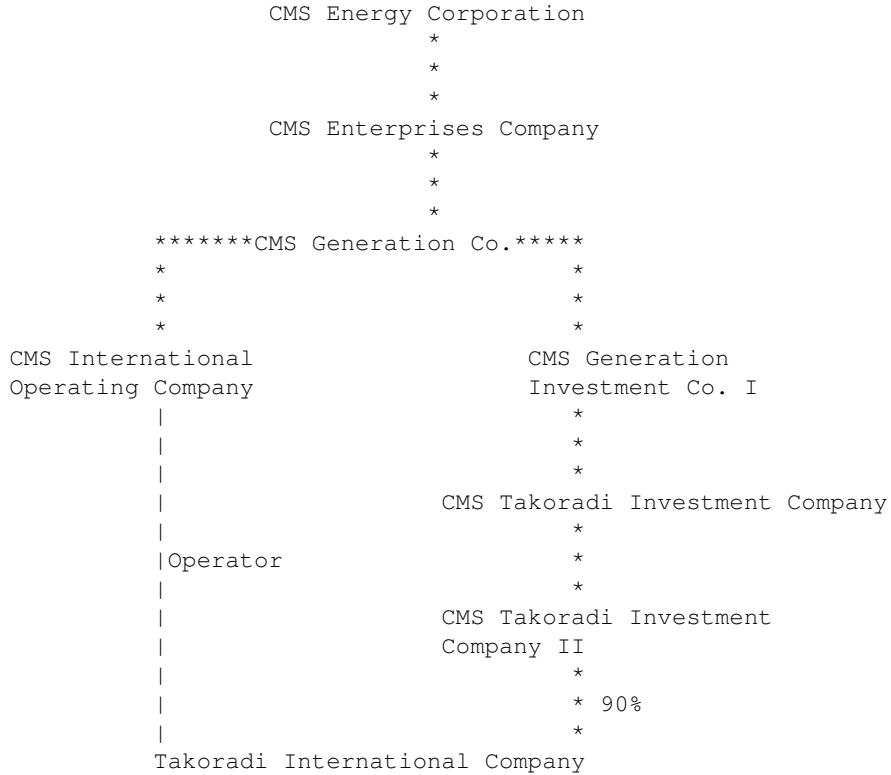 CMS Energy Corporation
*
*
*
CMS Enterprises Company
*
*
*
*******CMS Generation Co.*****
* *
* *
* *
CMS International CMS Generation
Operating Company Investment Co. I
| *
| *
| *
| CMS Takoradi Investment Company
| *
|Operator *
| *
| CMS Takoradi Investment
| Company II
| *
| * 90%
| *
Takoradi International Company